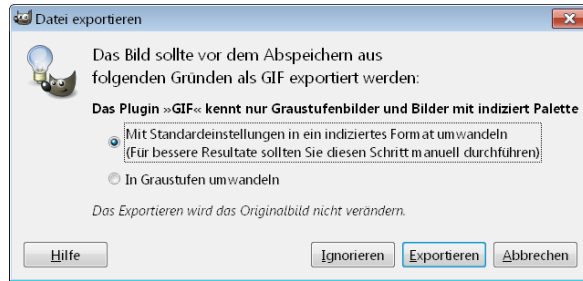 Datei exportieren
Das Bild sollte vor dem Abspeichern aus
folgenden Gründen als GIF exportiert werden:
Das Plugin »GIF« kennt nur Graustufenbilder und Bilder mit indiziert Palette
Mit Standardeinstellungen in ein indiziertes Format umwandeln
(Für bessere Resultate sollten Sie diesen Schritt manuell durchführen)
In Graustufen umwandeln
Das Exportieren wird das Originalbild nicht verändern.
Hilfe Ignorieren Exportieren Abbrechen